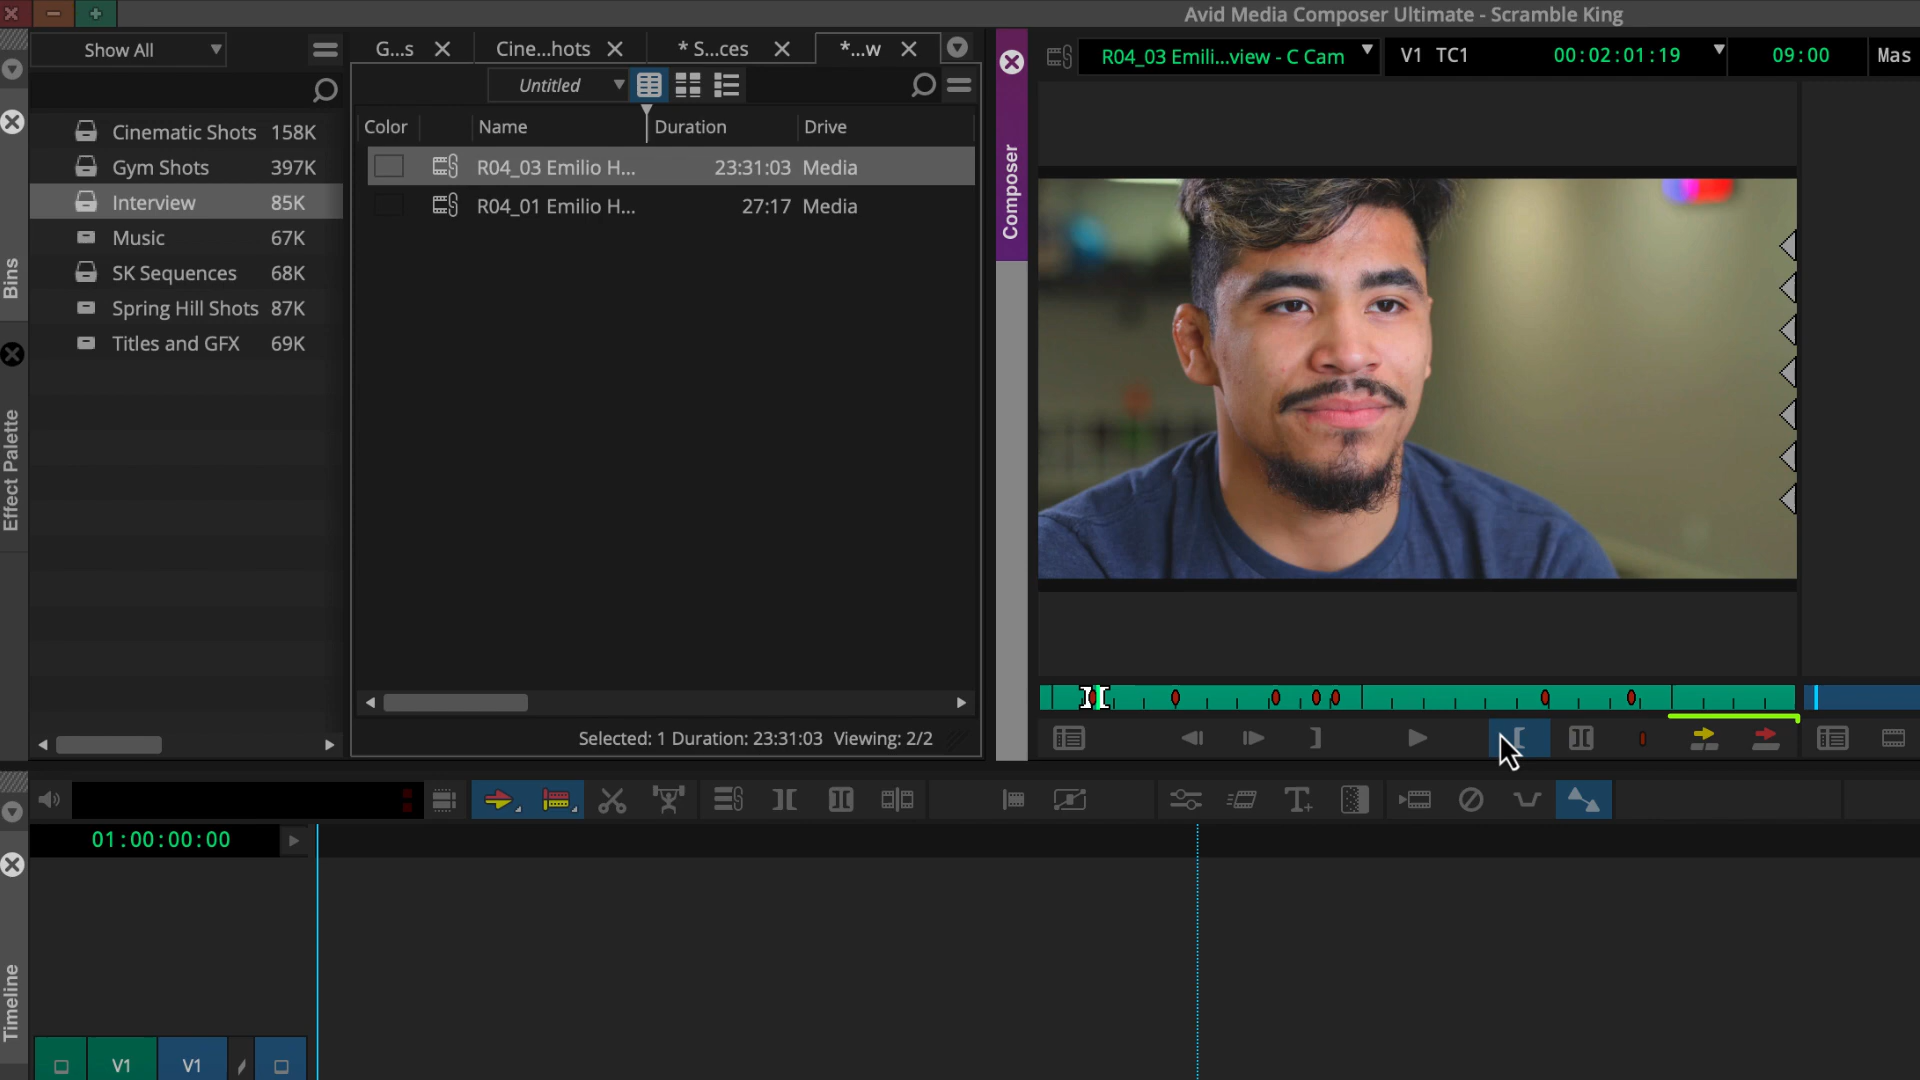 Avid Media Composer Ultimate - Scramble King
Show All
G...s
Cine...hots
* S...ces
*...w
R04_03 Emili...view - C Cam
V1 TC1
00:02:01:19
09:00
Mas
Untitled
Color Name Duration Drive
R04_03 Emilio H... 23:31:03 Media
R04_01 Emilio H... 27:17 Media
Cinematic Shots 158K
Gym Shots 397K
Interview 85K
Music 67K
SK Sequences 68K
Spring Hill Shots 87K
Titles and GFX 69K
Bins
Effect Palette
Composer
Selected: 1 Duration: 23:31:03 Viewing: 2/2
01:00:00:00
Timeline
V1 V1